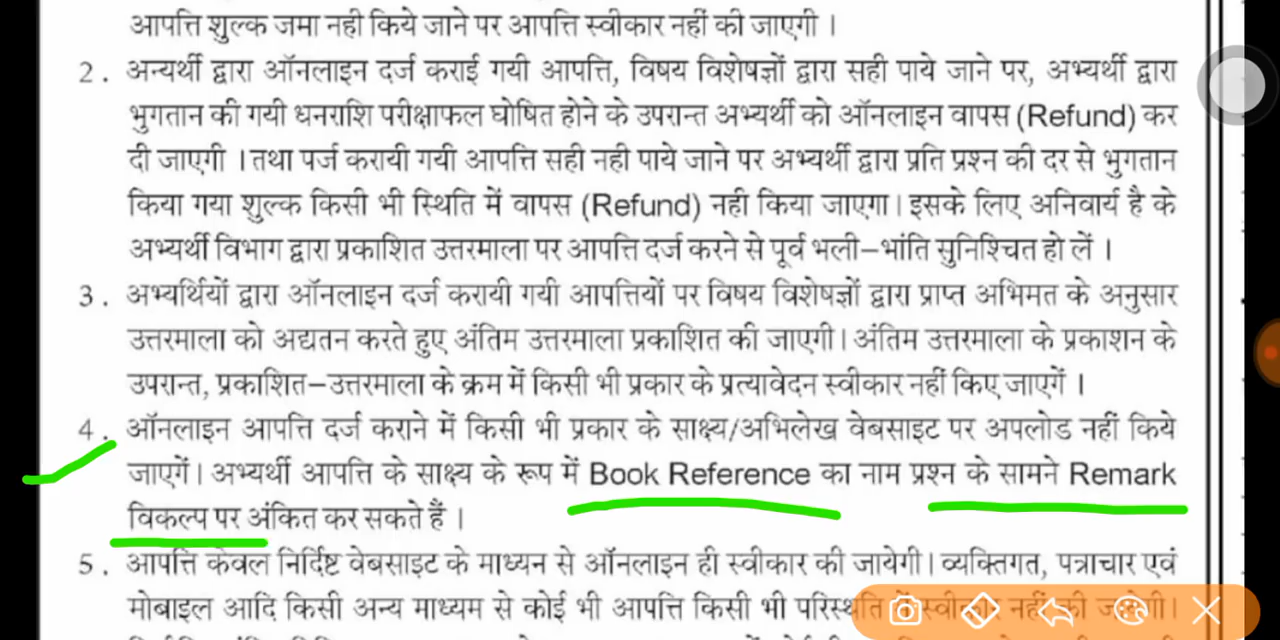 आपत्ति शुल्क जमा नही किये जाने पर आपत्ति स्वीकार नहीं की जाएगी ।
2. अन्यर्थी द्वारा ऑनलाइन दर्ज कराई गयी आपत्ति, विषय विशेषज्ञों द्वारा सही पाये जाने पर, अभ्यर्थी द्वारा
भुगतान की गयी धनराशि परीक्षाफल घोषित होने के उपरान्त अभ्यर्थी को ऑनलाइन वापस (Refund) कर
दी जाएगी । तथा पर्ज करायी गयी आपत्ति सही नही पाये जाने पर अभ्यर्थी द्वारा प्रति प्रश्न की दर से भुगतान
किया गया शुल्क किसी भी स्थिति में वापस (Refund) नही किया जाएगा। इसके लिए अनिवार्य है के
अभ्यर्थी विभाग द्वारा प्रकाशित उत्तरमाला पर आपत्ति दर्ज करने से पूर्व भली–भांति सुनिश्चित हो लें ।
3. अभ्यर्थियों द्वारा ऑनलाइन दर्ज करायी गयी आपत्तियों पर विषय विशेषज्ञों द्वारा प्राप्त अभिमत के अनुसार
उत्तरमाला को अद्यतन करते हुए अंतिम उत्तरमाला प्रकाशित की जाएगी। अंतिम उत्तरमाला के प्रकाशन के
उपरान्त, प्रकाशित–उत्तरमाला के क्रम में किसी भी प्रकार के प्रत्यावेदन स्वीकार नहीं किए जाएगें ।
4. ऑनलाइन आपत्ति दर्ज कराने में किसी भी प्रकार के साक्ष्य/अभिलेख वेबसाइट पर अपलोड नहीं किये
जाएगें। अभ्यर्थी आपत्ति के साक्ष्य के रूप में Book Reference का नाम प्रश्न के सामने Remark
विकल्प पर अंकित कर सकते हैं ।
5. आपत्ति केवल निर्दिष्ट वेबसाइट के माध्यन से ऑनलाइन ही स्वीकार की जायेगी। व्यक्तिगत, पत्राचार एवं
मोबाइल आदि किसी अन्य माध्यम से कोई भी आपत्ति किसी भी परिस्थति में स्वीकार नहीं की जाएगी।